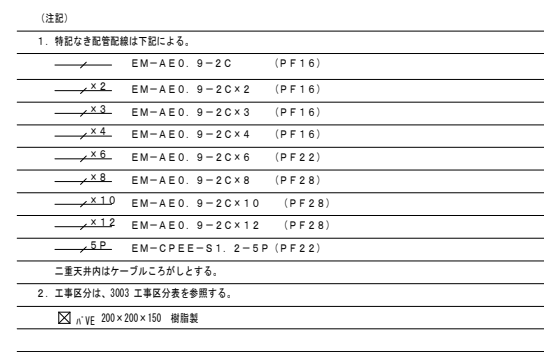 （注記）
１．特記なき配管配線は下記による。
ＥＭ－ＡＥ０．９－２Ｃ （ＰＦ１６）
×２ ＥＭ－ＡＥ０．９－２Ｃ×２ （ＰＦ１６）
×３ ＥＭ－ＡＥ０．９－２Ｃ×３ （ＰＦ１６）
×４ ＥＭ－ＡＥ０．９－２Ｃ×４ （ＰＦ１６）
×６ ＥＭ－ＡＥ０．９－２Ｃ×６ （ＰＦ２２）
×８ ＥＭ－ＡＥ０．９－２Ｃ×８ （ＰＦ２８）
×１０ ＥＭ－ＡＥ０．９－２Ｃ×１０ （ＰＦ２８）
×１２ ＥＭ－ＡＥ０．９－２Ｃ×１２ （ＰＦ２８）
５Ｐ ＥＭ－ＣＰＥＥ－Ｓ１．２－５Ｐ（ＰＦ２２）
二重天井内はケーブルころがしとする。
２．工事区分は、3003 工事区分表を参照する。
VE 200×200×150 樹脂製